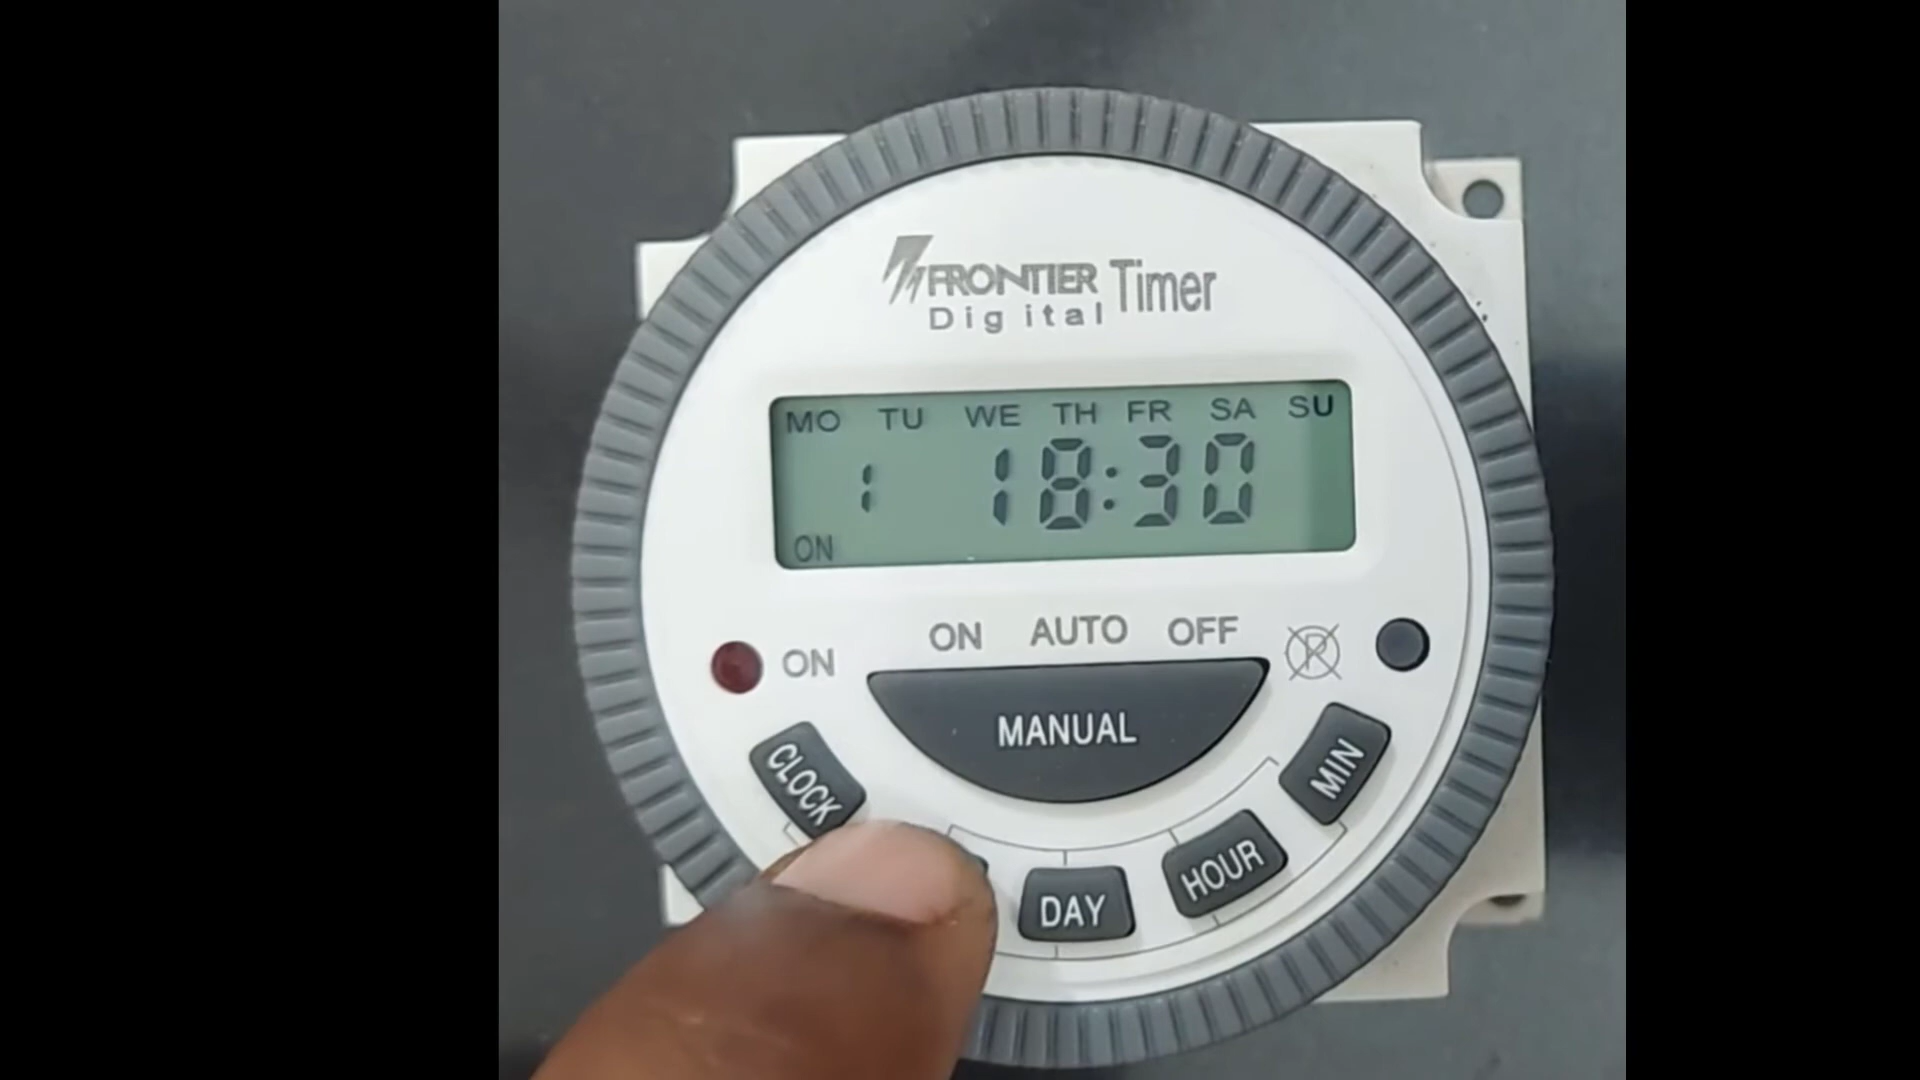 FRONTIER Timer
Digital
MO TU WE TH FR SA SU
1 18:30
ON
ON AUTO OFF
ON
P
MANUAL
CLOCK
DAY
HOUR
MIN